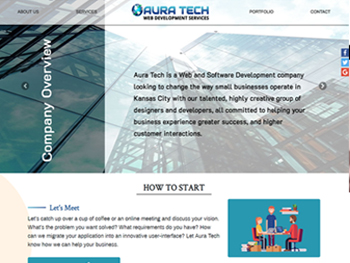 ABOUT US
SERVICES
AURA TECH
WEB DEVELOPMENT SERVICES
PORTFOLIO
CONTACT
Company Overview
Aura Tech is a Web and Software Development company
looking to change the way small businesses operate in
Kansas City with our talented, highly creative group of
designers and developers, all committed to helping your
business experience greater success, and higher
customer interactions.
HOW TO START
Let's Meet
Let's catch up over a cup of coffee or an online meeting and discuss your vision.
What's the problem you want solved? What requirements do you have? How
can we migrate your application into an innovative user-interface? Let Aura Tech
know how we can help your business.